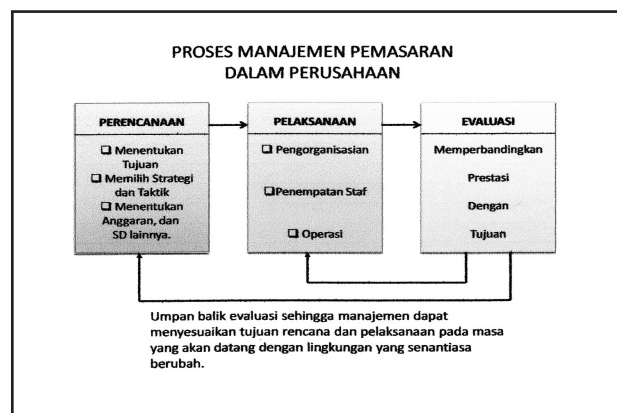 PROSES MANAJEMEN PEMASARAN
DALAM PERUSAHAAN
PERENCANAAN
❑ Menentukan
Tujuan
❑ Memilih Strategi
dan Taktik
❑ Menentukan
Anggaran, dan
SD lainnya.
PELAKSANAAN
❑ Pengorganisasian
❑Penempatan Staf
❑ Operasi
EVALUASI
Memperbandingkan
Prestasi
Dengan
Tujuan
Umpan balik evaluasi sehingga manajemen dapat
menyesuaikan tujuan rencana dan pelaksanaan pada masa
yang akan datang dengan lingkungan yang senantiasa
berubah.